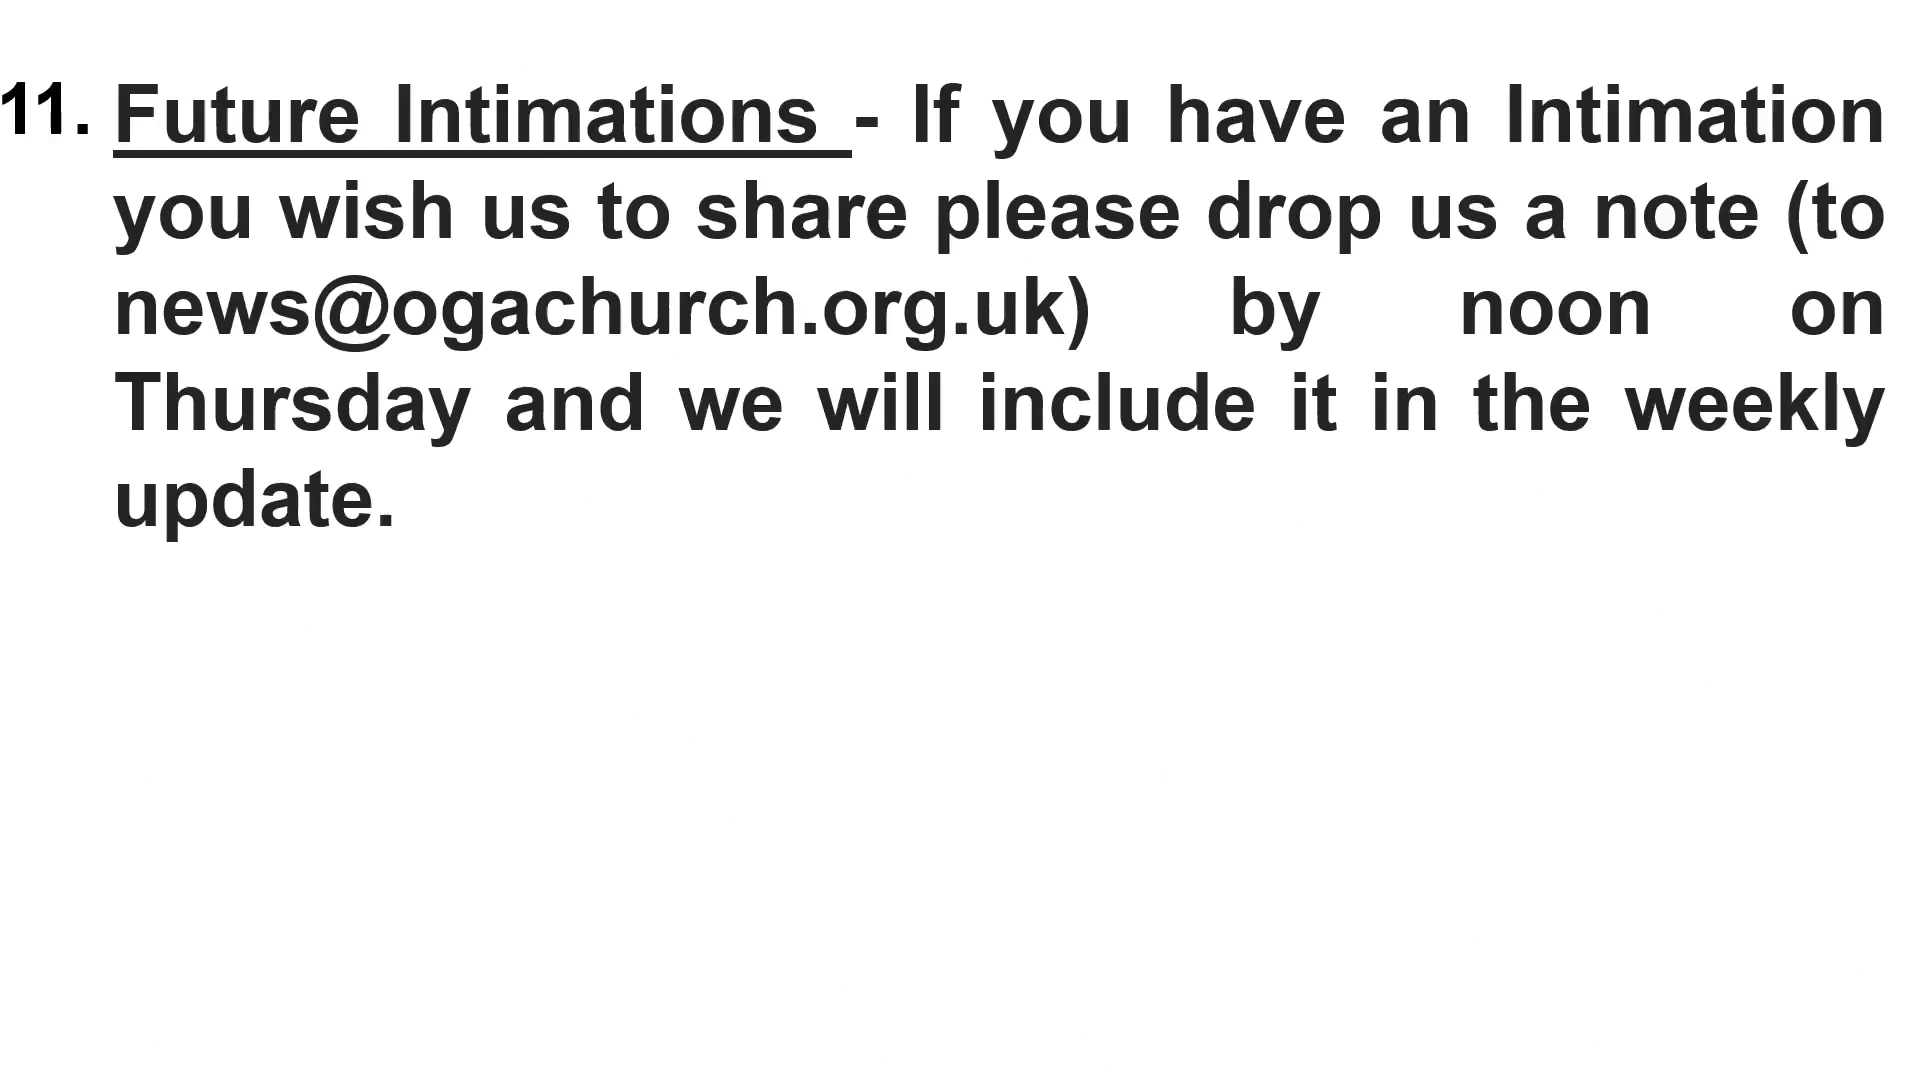 11. Future Intimations - If you have an Intimation
you wish us to share please drop us a note (to
news@ogachurch.org.uk) by noon on
Thursday and we will include it in the weekly
update.